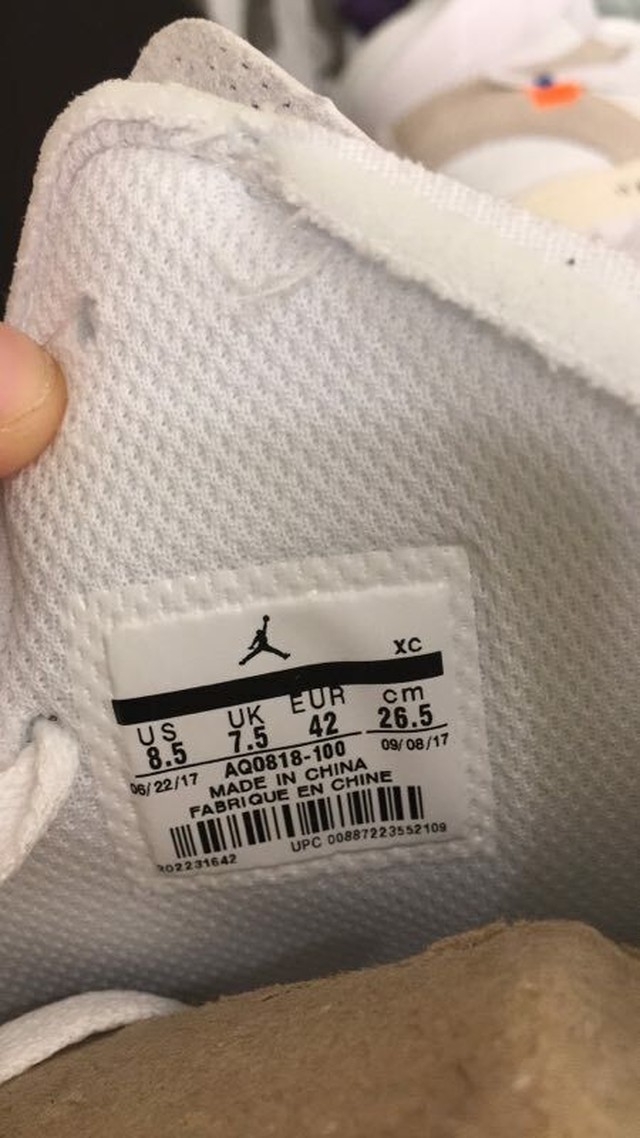 XC
US UK EUR cm
8.5 7.5 42 26.5
06/22/17 AQ0818-100 09/08/17
MADE IN CHINA
FABRIQUE EN CHINE
302231642 UPC 00887223552109